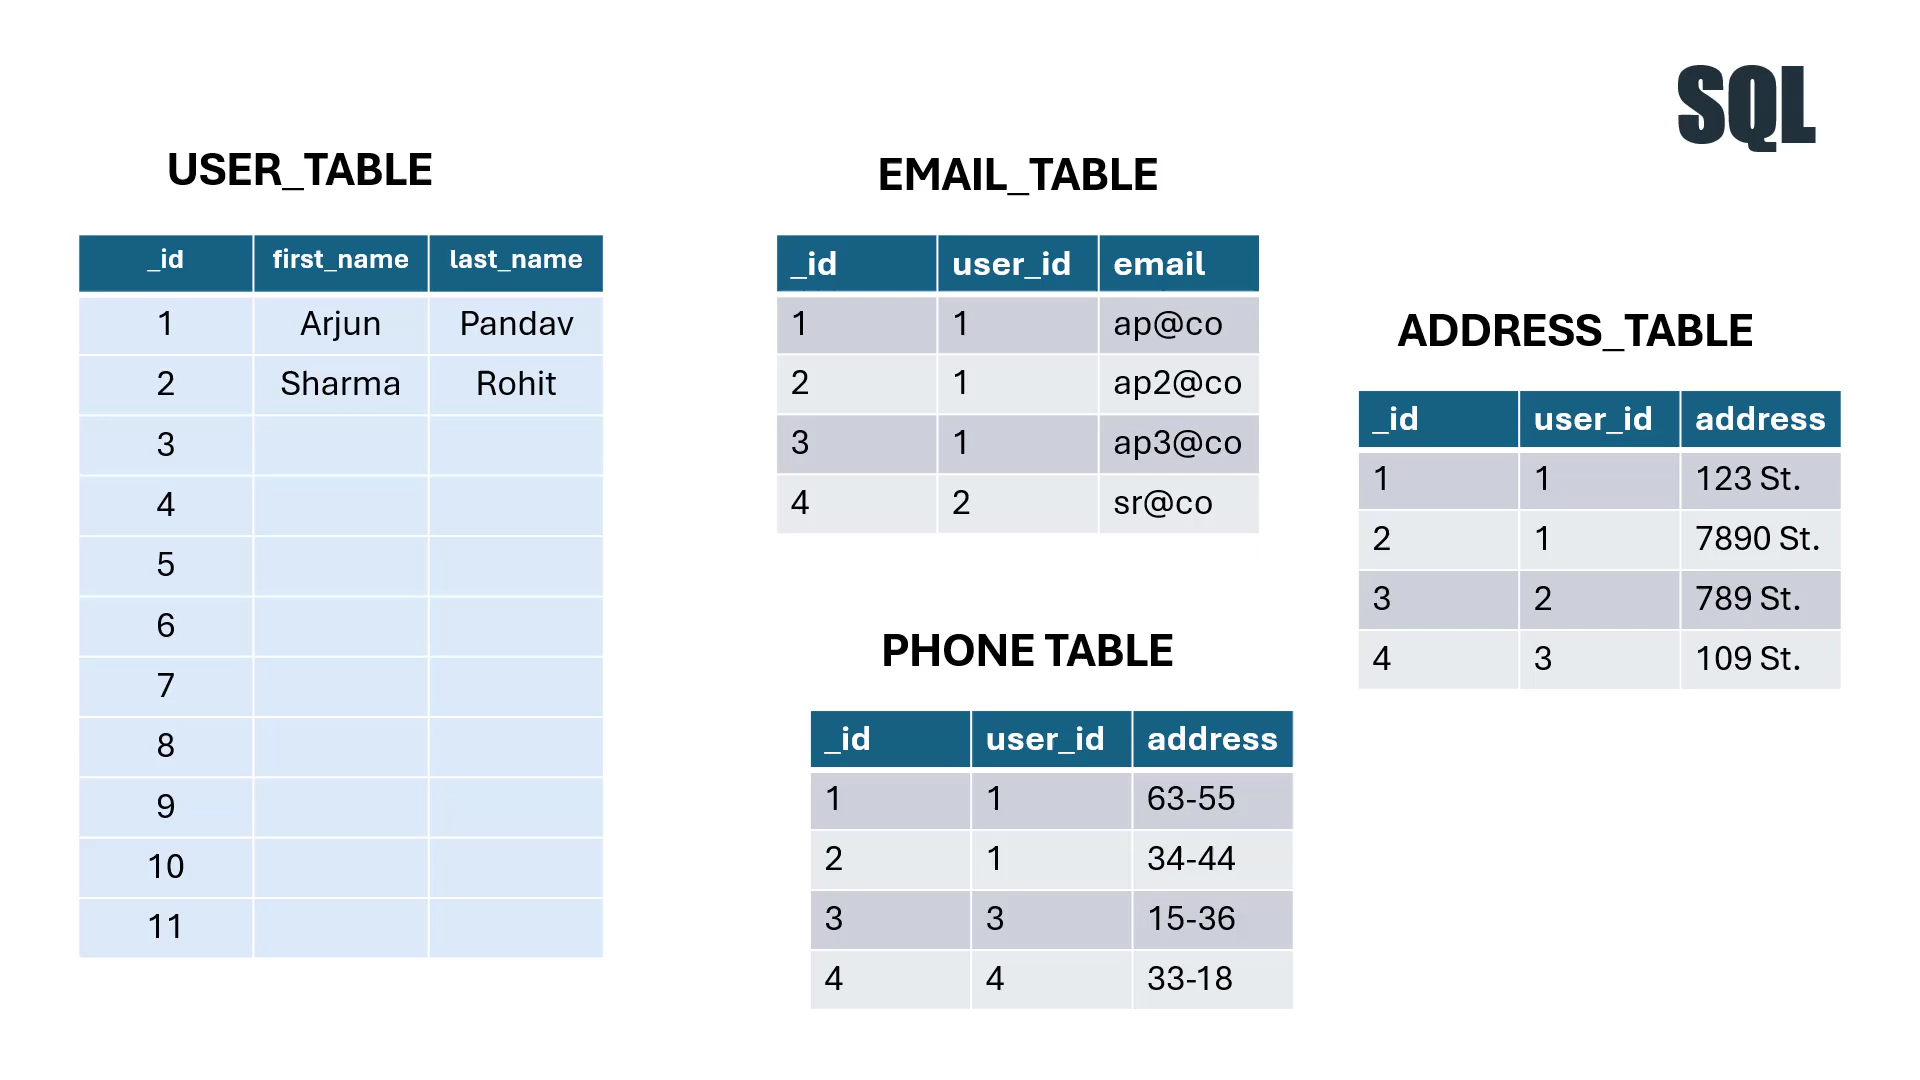 SQL
USER_TABLE
_id first_name last_name
1 Arjun Pandav
2 Sharma Rohit
3
4
5
6
7
8
9
10
11
EMAIL_TABLE
_id user_id email
1 1 ap@co
2 1 ap2@co
3 1 ap3@co
4 2 sr@co
PHONE TABLE
_id user_id address
1 1 63-55
2 1 34-44
3 3 15-36
4 4 33-18
ADDRESS_TABLE
_id user_id address
1 1 123 St.
2 1 7890 St.
3 2 789 St.
4 3 109 St.